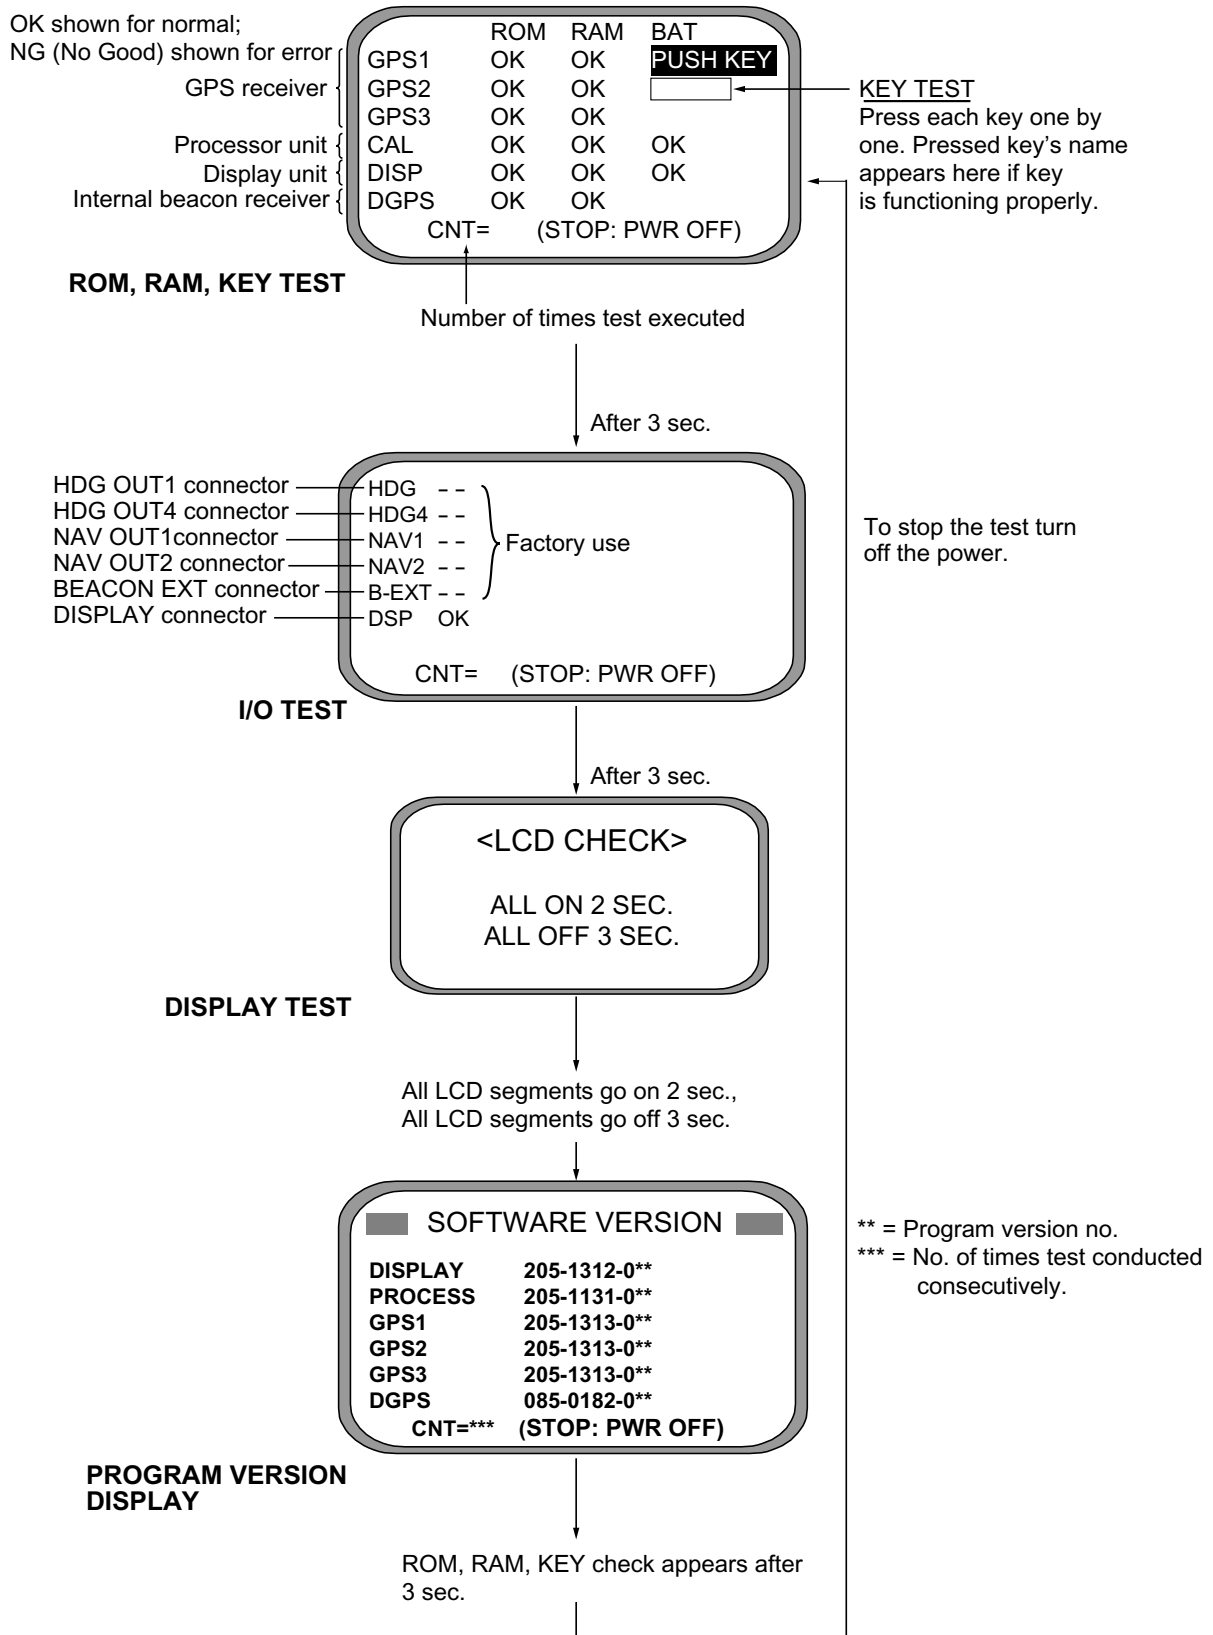 OK shown for normal;
NG (No Good) shown for error
GPS receiver
Processor unit
Display unit
Internal beacon receiver
ROM RAM BAT
GPS1 OK OK PUSH KEY
GPS2 OK OK
GPS3 OK OK
CAL OK OK OK
DISP OK OK OK
DGPS OK OK
CNT= (STOP: PWR OFF)
KEY TEST
Press each key one by
one. Pressed key's name
appears here if key
is functioning properly.
ROM, RAM, KEY TEST
Number of times test executed
After 3 sec.
HDG OUT1 connector
HDG OUT4 connector
NAV OUT1connector
NAV OUT2 connector
BEACON EXT connector
DISPLAY connector
HDG - -
HDG4 - -
NAV1 - -
NAV2 - -
B-EXT - -
DSP OK
Factory use
CNT= (STOP: PWR OFF)
To stop the test turn
off the power.
I/O TEST
After 3 sec.
<LCD CHECK>
ALL ON 2 SEC.
ALL OFF 3 SEC.
DISPLAY TEST
All LCD segments go on 2 sec.,
All LCD segments go off 3 sec.
SOFTWARE VERSION
DISPLAY 205-1312-0**
PROCESS 205-1131-0**
GPS1 205-1313-0**
GPS2 205-1313-0**
GPS3 205-1313-0**
DGPS 085-0182-0**
CNT=*** (STOP: PWR OFF)
** = Program version no.
*** = No. of times test conducted
consecutively.
PROGRAM VERSION
DISPLAY
ROM, RAM, KEY check appears after
3 sec.